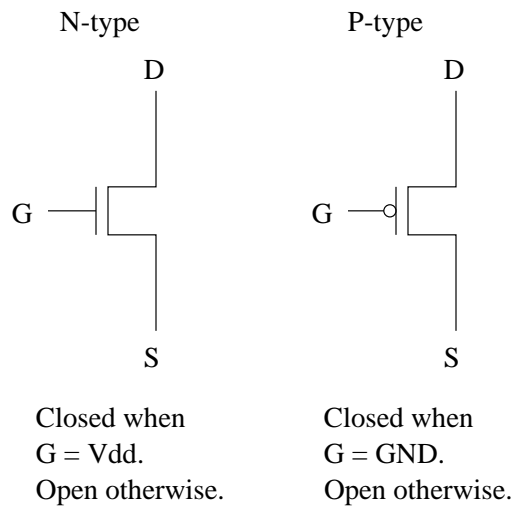 N-type
P-type
D
D
G
G
S
S
Closed when
G = Vdd.
Open otherwise.
Closed when
G = GND.
Open otherwise.